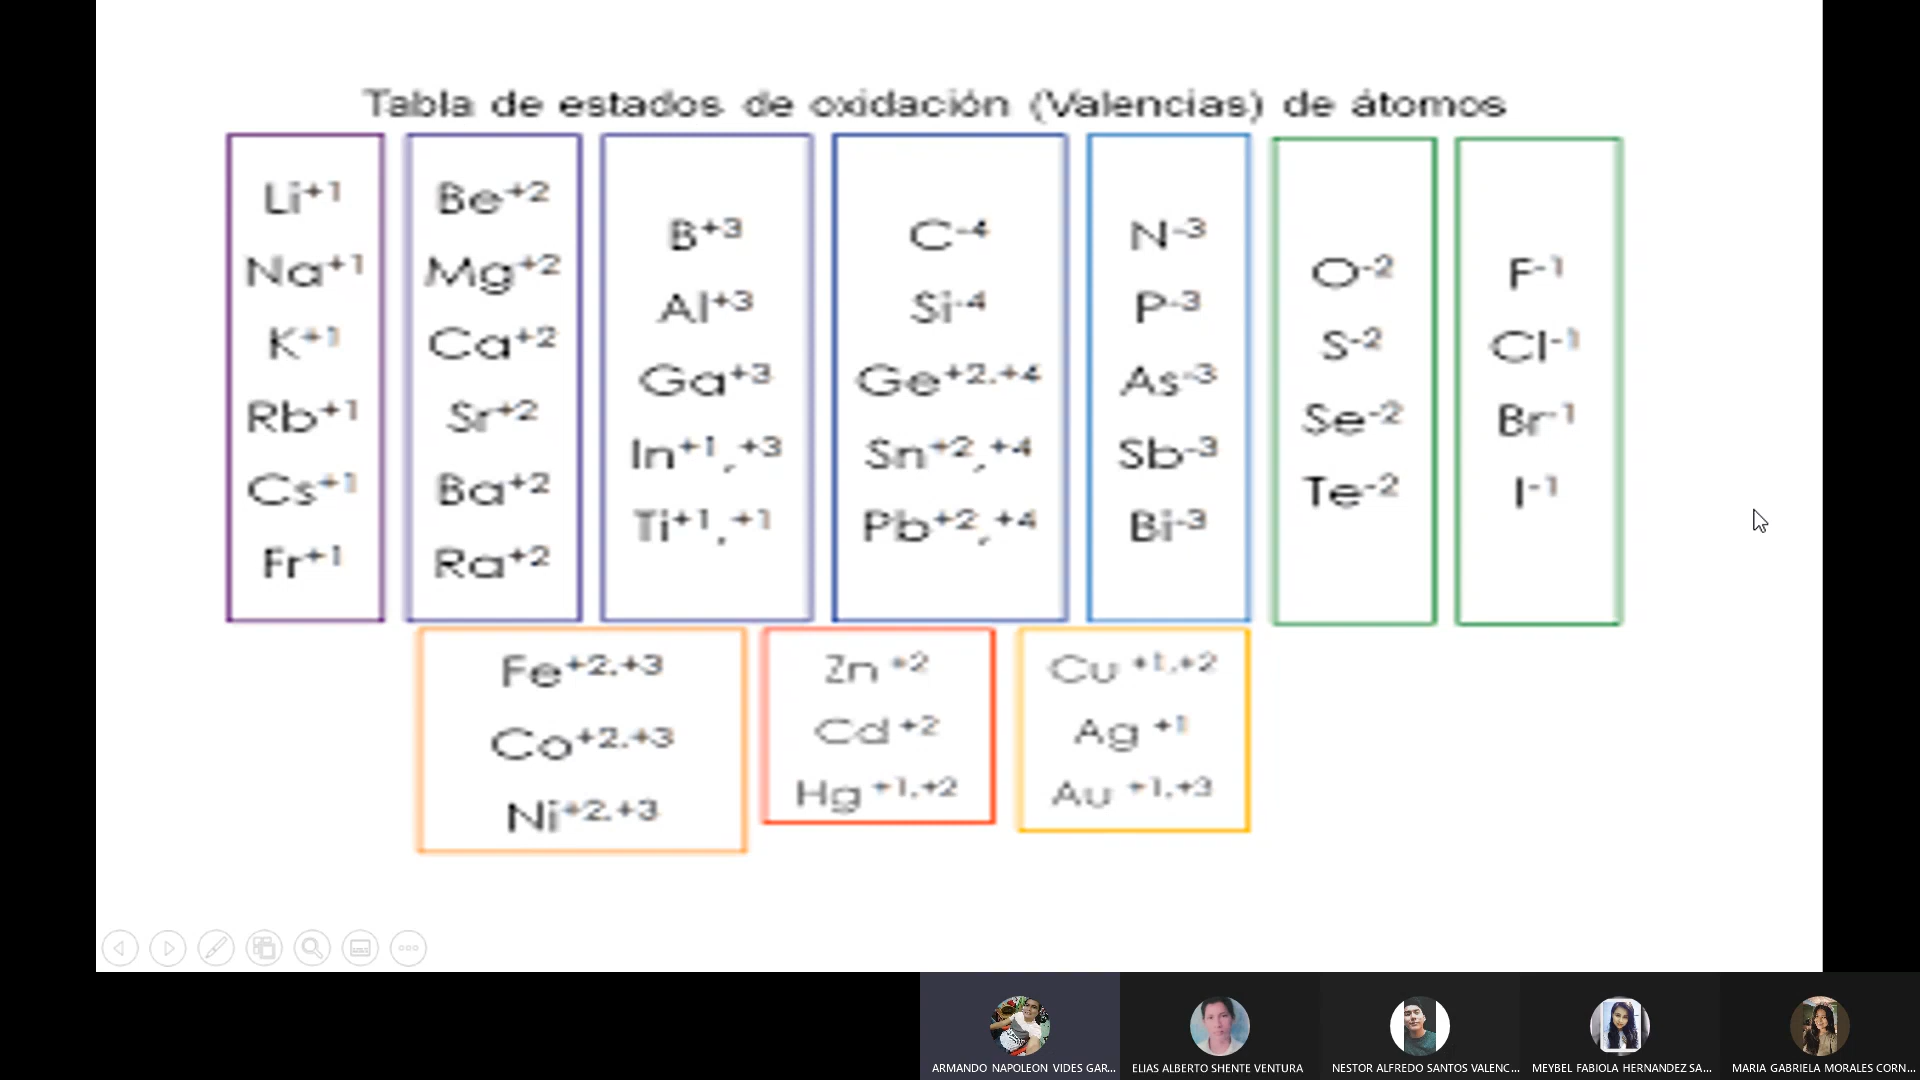 Tabla de estados de oxidación (Valencias) de átomos
Li+1
Na+1
K+1
Rb+1
Cs+1
Fr+1
Be+2
Mg+2
Ca+2
Sr+2
Ba+2
Ra+2
B+3
Al+3
Ga+3
In+1,+3
Ti+1,+1
C-4
Si-4
Ge+2,+4
Sn+2,+4
Pb+2,+4
N-3
P-3
As-3
Sb-3
Bi-3
O-2
S-2
Se-2
Te-2
F-1
Cl-1
Br-1
I-1
Fe+2,+3
Co+2,+3
Ni+2,+3
Zn +2
Cd +2
Hg +1,+2
Cu +1,+2
Ag +1
Au +1,+3
ARMANDO NAPOLEON VIDES GAR...
ELIAS ALBERTO SHENTE VENTURA
NESTOR ALFREDO SANTOS VALENC...
MEYBEL FABIOLA HERNANDEZ SA...
MARIA GABRIELA MORALES CORN...